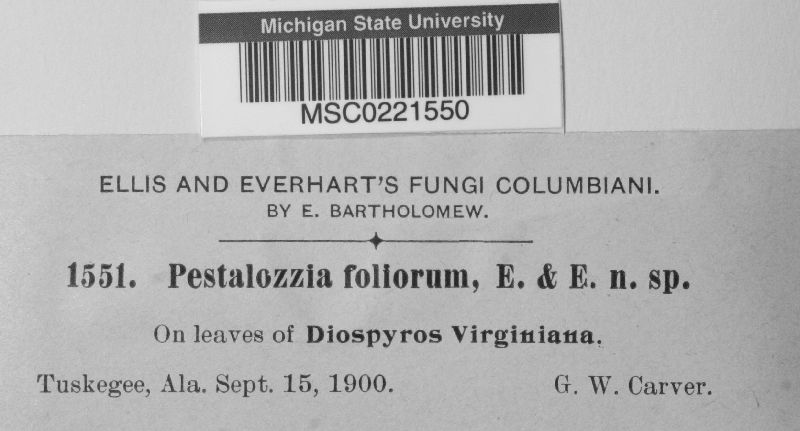 Michigan State University
MSC0221550
ELLIS AND EVERHART'S FUNGI COLUMBIANI.
BY E. BARTHOLOMEW.
1551. Pestalozzia foliorum, E. & E. n. sp.
On leaves of Diospyros Virginiana.
Tuskegee, Ala. Sept. 15, 1900. G. W. Carver.